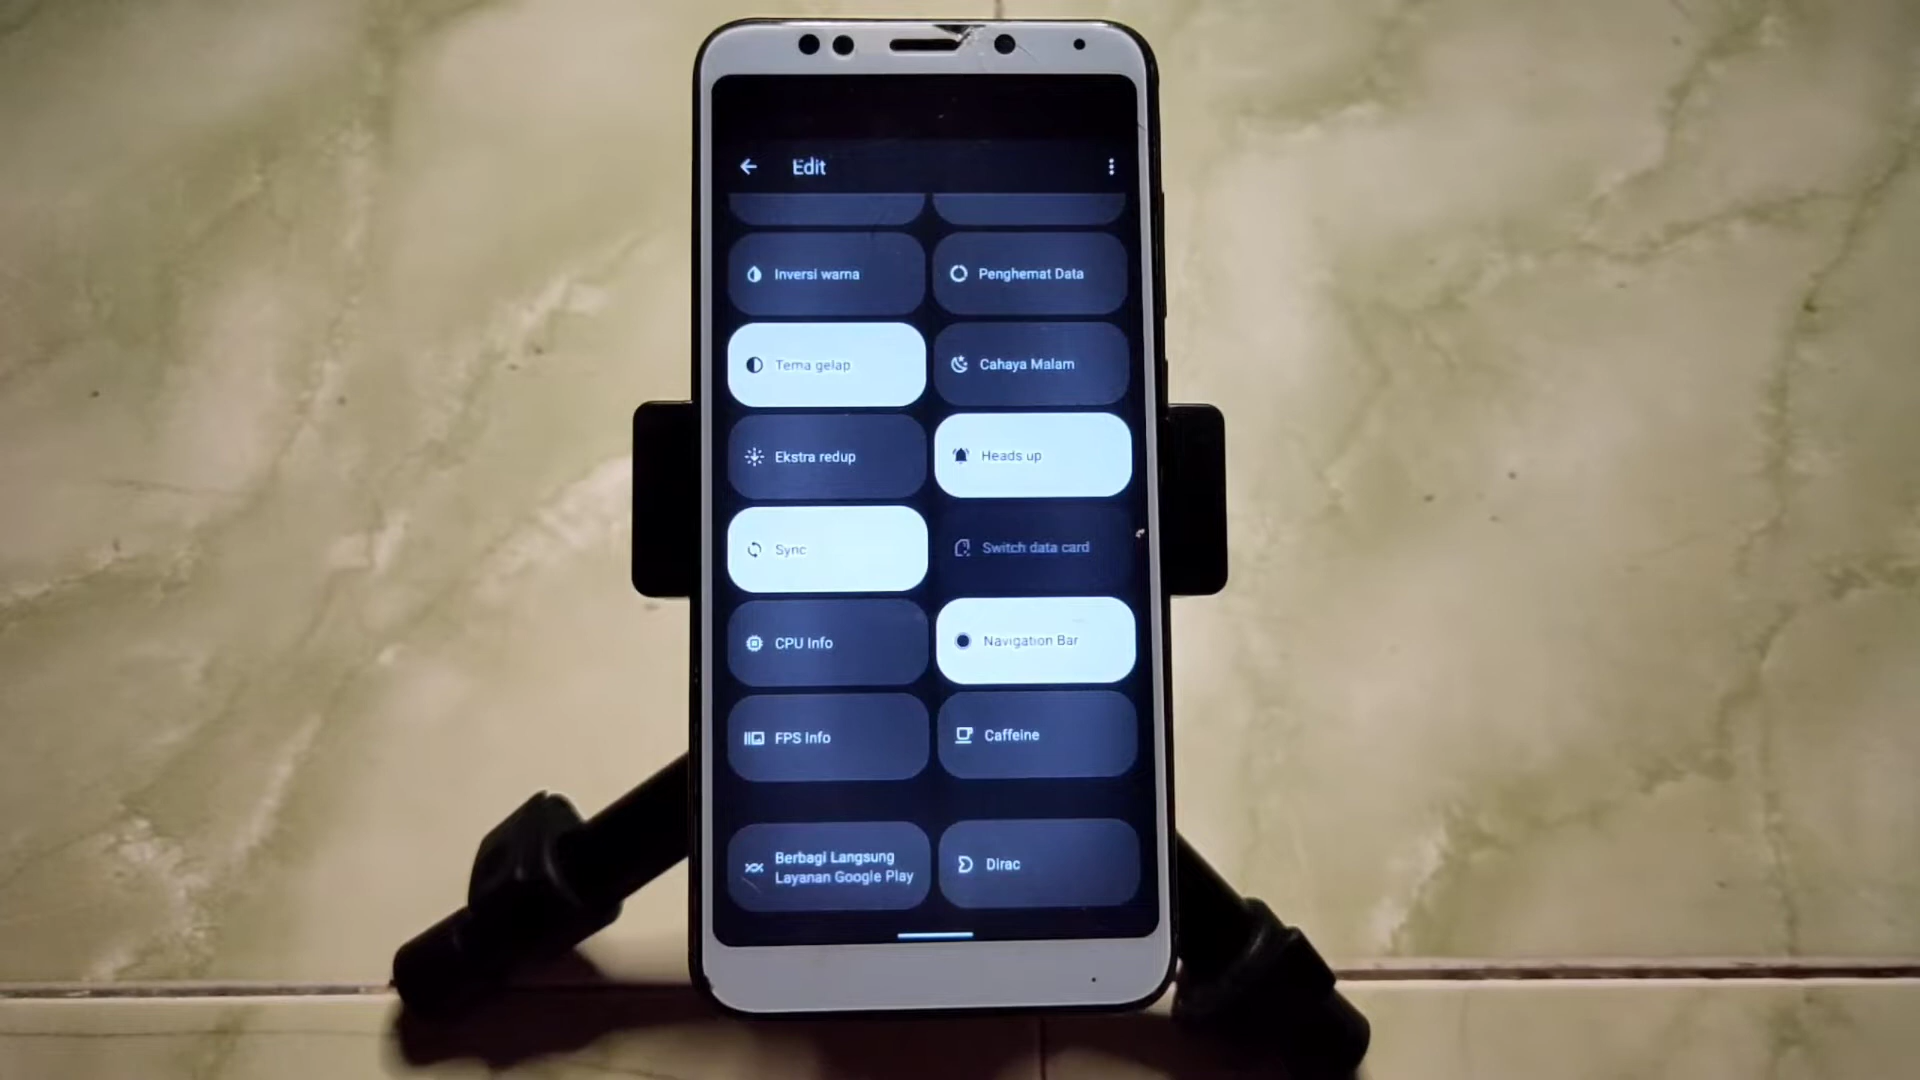 Edit
Inversi warna
Penghemat Data
Tema gelap
Cahaya Malam
Ekstra redup
Heads up
Sync
Switch data card
CPU Info
Navigation Bar
FPS Info
Caffeine
Berbagi Langsung
Layanan Google Play
Dirac